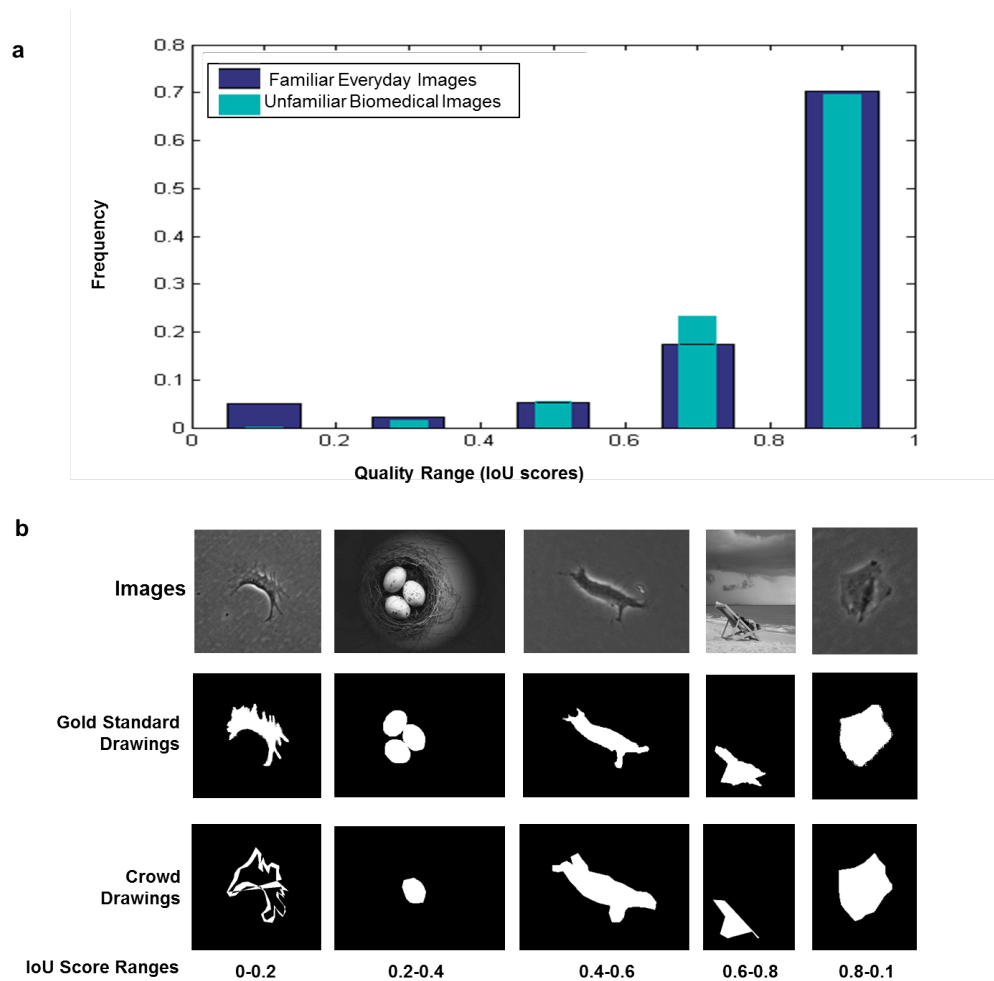 a
0.8
0.7
0.6
0.5
0.4
0.3
0.2
0.1
0
Frequency
Familiar Everyday Images
Unfamiliar Biomedical Images
0 0.2 0.4 0.6 0.8 1
Quality Range (IoU scores)
b
Images
Gold Standard
Drawings
Crowd
Drawings
IoU Score Ranges 0-0.2 0.2-0.4 0.4-0.6 0.6-0.8 0.8-0.1